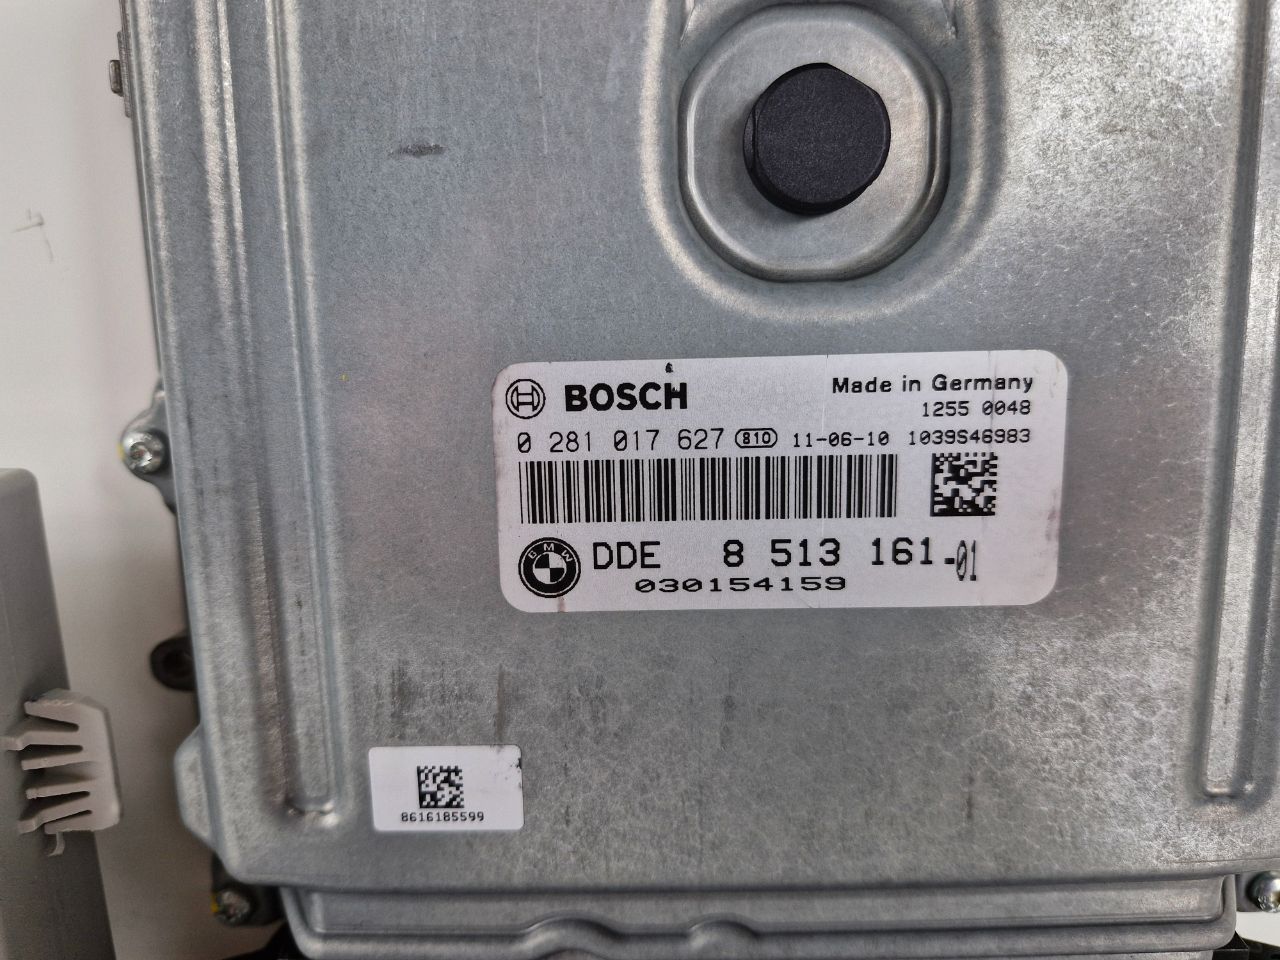 BOSCH Made in Germany
1255 0048
0 281 017 627 810 11-06-10 1039S46983
BMW DDE 8 513 161-01
030154159
8616185599